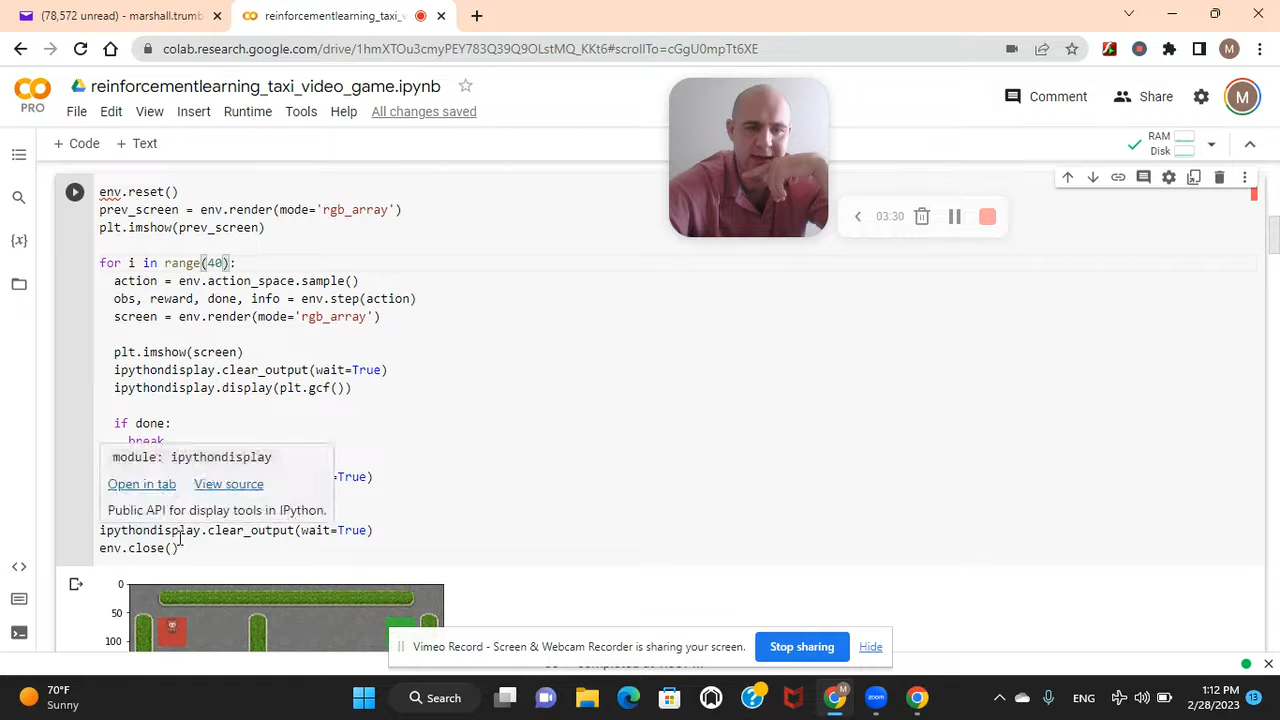 (78,572 unread) - marshall.trumb
reinforcementlearning_taxi_v
colab.research.google.com/drive/1hmXTOu3cmyPEY783Q39Q9OLstMQ_KKt6#scrollTo=cGgU0mpTt6XE
M
PRO
reinforcementlearning_taxi_video_game.ipynb
Comment
Share
M
File Edit View Insert Runtime Tools Help All changes saved
+ Code + Text
RAM
Disk
env.reset()
prev_screen = env.render(mode='rgb_array')
plt.imshow(prev_screen)
03:30
for i in range(40):
action = env.action_space.sample()
obs, reward, done, info = env.step(action)
screen = env.render(mode='rgb_array')
plt.imshow(screen)
ipythondisplay.clear_output(wait=True)
ipythondisplay.display(plt.gcf())
if done:
break
module: ipythondisplay
=True)
Open in tab View source
Public API for display tools in IPython.
ipythondisplay.clear_output(wait=True)
env.close()
0
50
100
Vimeo Record - Screen & Webcam Recorder is sharing your screen.
Stop sharing
Hide
70°F
Sunny
Search
M
zoom
ENG
1:12 PM
2/28/2023
13